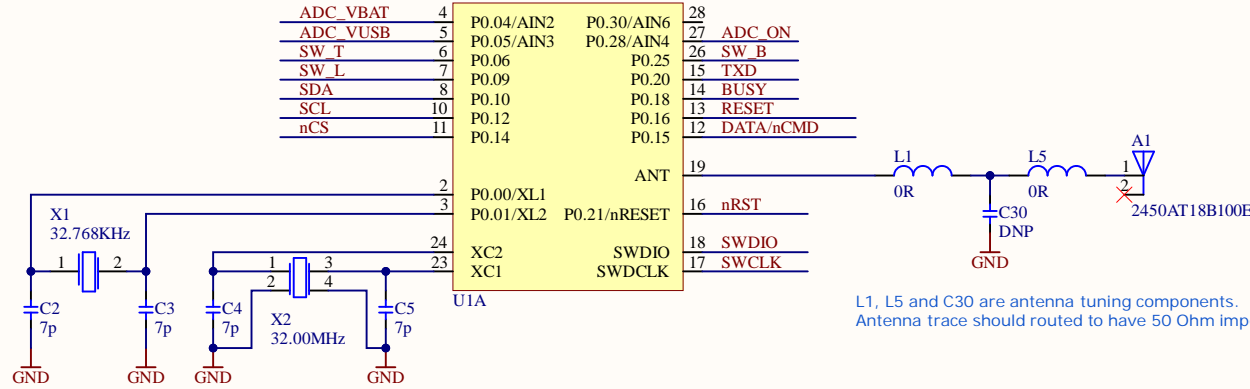 ADC_VBAT 4 P0.04/AIN2 P0.30/AIN6 28
ADC_VUSB 5 P0.05/AIN3 P0.28/AIN4 27 ADC_ON
SW_T 6 P0.06 P0.25 26 SW_B
SW_L 7 P0.09 P0.20 15 TXD
SDA 8 P0.10 P0.18 14 BUSY
SCL 10 P0.12 P0.16 13 RESET
nCS 11 P0.14 P0.15 12 DATA/nCMD
ANT 19 L1 0R L5 0R 1 A1
2
2450AT18B100E
C30
DNP
GND
2 P0.00/XL1
3 P0.01/XL2 P0.21/nRESET 16 nRST
24 XC2 SWDIO 18 SWDIO
23 XC1 SWDCLK 17 SWCLK
U1A
X1
32.768KHz
1 2
1 3
2 4
X2
32.00MHz
C2
7p
C3
7p
C4
7p
C5
7p
GND GND GND GND
L1, L5 and C30 are antenna tuning components.
Antenna trace should routed to have 50 Ohm imp